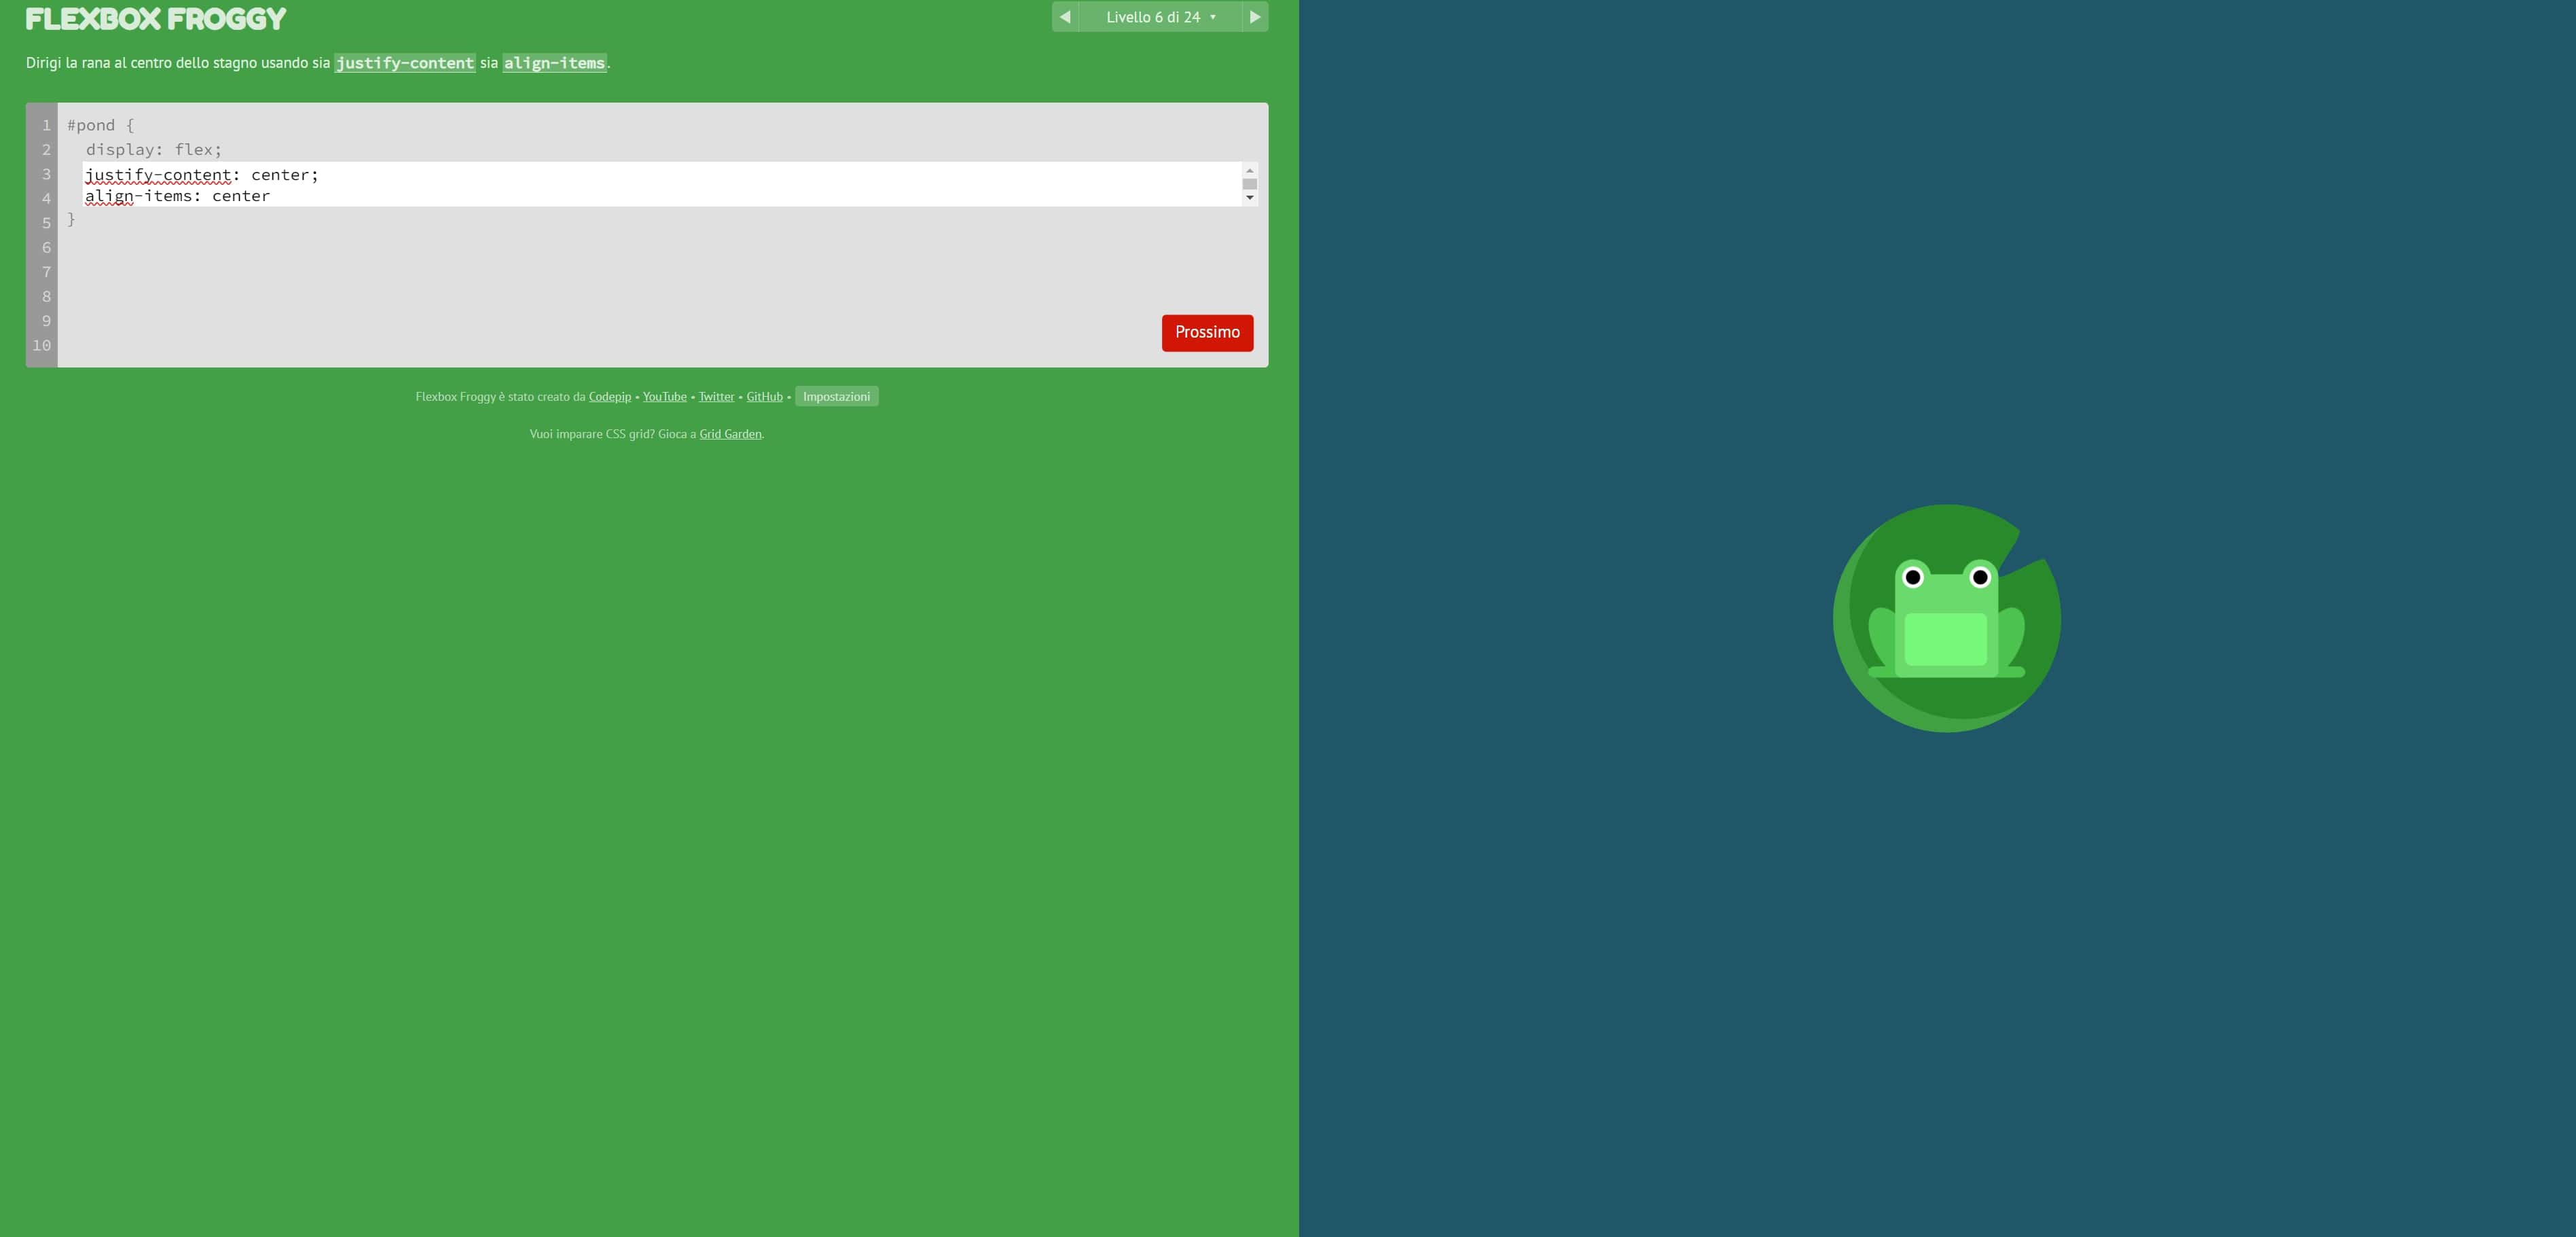 FLEXBOX FROGGY
Livello 6 di 24
Dirigi la rana al centro dello stagno usando sia justify-content sia align-items.
1 #pond {
2 display: flex;
3 justify-content: center;
4 align-items: center
5 }
6
7
8
9
10
Prossimo
Flexbox Froggy è stato creato da Codepip • YouTube • Twitter • GitHub • Impostazioni
Vuoi imparare CSS grid? Gioca a Grid Garden.